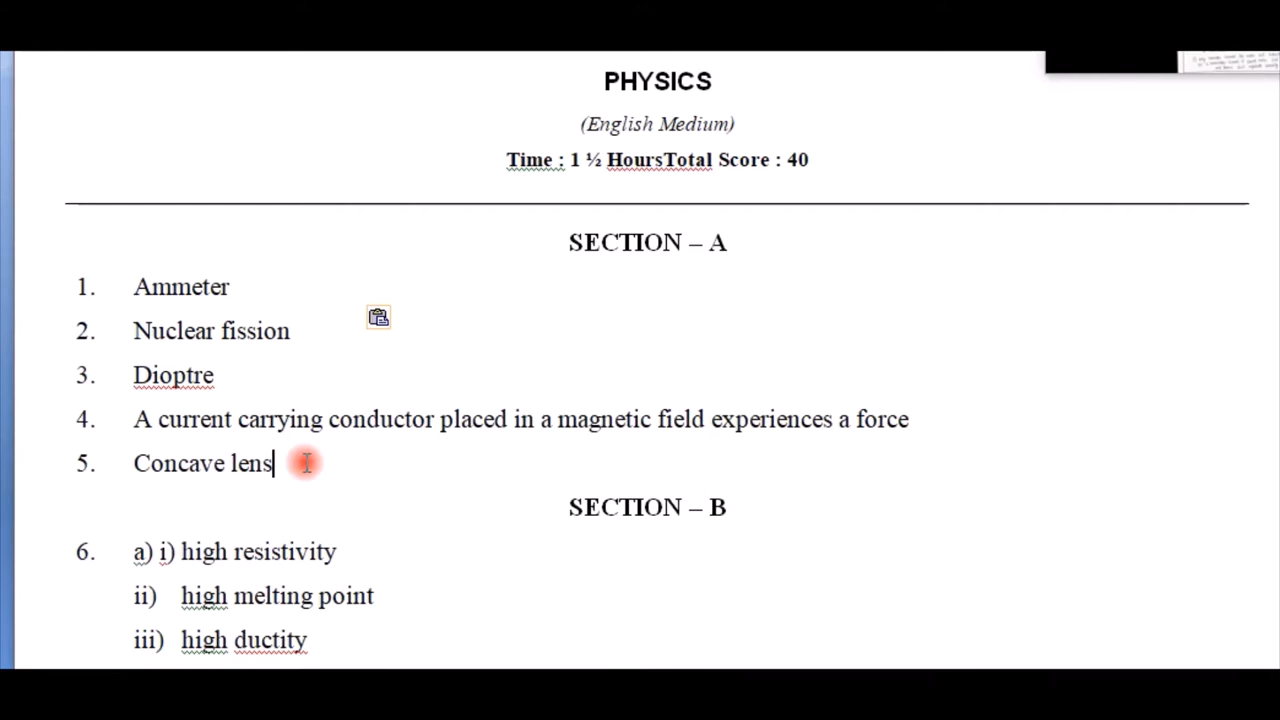 PHYSICS
(English Medium)
Time : 1 ½ HoursTotal Score : 40
SECTION – A
1. Ammeter
2. Nuclear fission
3. Dioptre
4. A current carrying conductor placed in a magnetic field experiences a force
5. Concave lens
SECTION – B
6. a) i) high resistivity
ii) high melting point
iii) high ductity